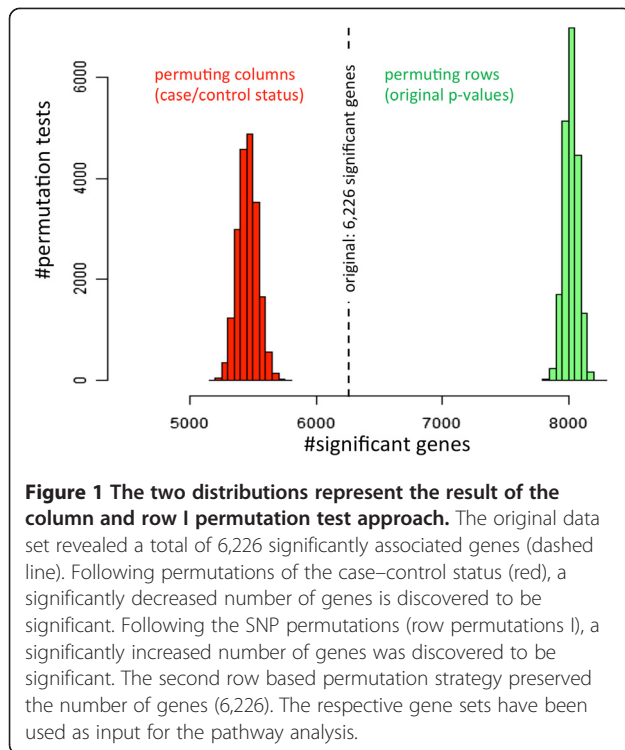 permuting columns
(case/control status)
original: 6,226 significant genes
permuting rows
(original p-values)
#permutation tests
6000
4000
2000
0
5000 6000 7000 8000
#significant genes
Figure 1 The two distributions represent the result of the
column and row I permutation test approach. The original data
set revealed a total of 6,226 significantly associated genes (dashed
line). Following permutations of the case–control status (red), a
significantly decreased number of genes is discovered to be
significant. Following the SNP permutations (row permutations I), a
significantly increased number of genes was discovered to be
significant. The second row based permutation strategy preserved
the number of genes (6,226). The respective gene sets have been
used as input for the pathway analysis.